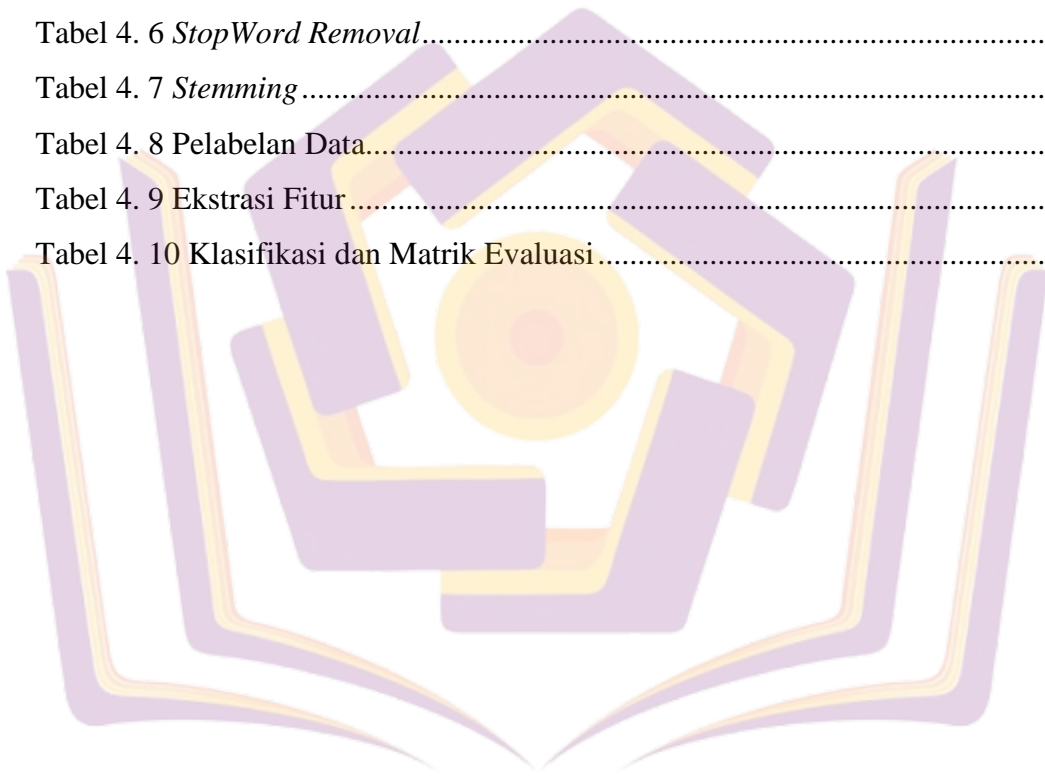 Tabel 4. 6 StopWord Removal................................................................................
Tabel 4. 7 Stemming................................................................................................
Tabel 4. 8 Pelabelan Data.......................................................................................
Tabel 4. 9 Ekstrasi Fitur.........................................................................................
Tabel 4. 10 Klasifikasi dan Matrik Evaluasi.........................................................